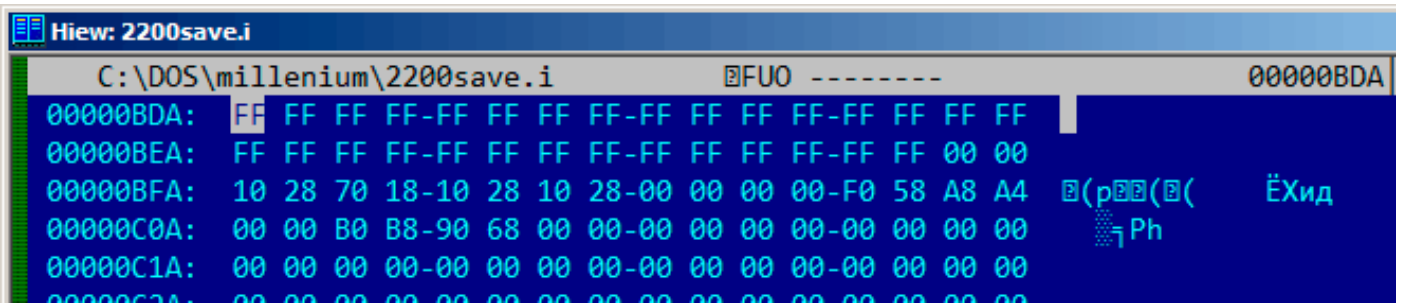 Hiew: 2200save.i
C:\DOS\millenium\2200save.i FUO -------- 00000BDA
00000BDA: FF FF FF FF-FF FF FF FF-FF FF FF FF-FF FF FF FF
00000BEA: FF FF FF FF-FF FF FF FF-FF FF FF FF-FF FF 00 00
00000BFA: 10 28 70 18-10 28 10 28-00 00 00 00-F0 58 A8 A4 (p( ( ЁXид
00000C0A: 00 00 B0 B8-90 68 00 00-00 00 00 00-00 00 00 00 ░╕Рh
00000C1A: 00 00 00 00-00 00 00 00-00 00 00 00-00 00 00 00